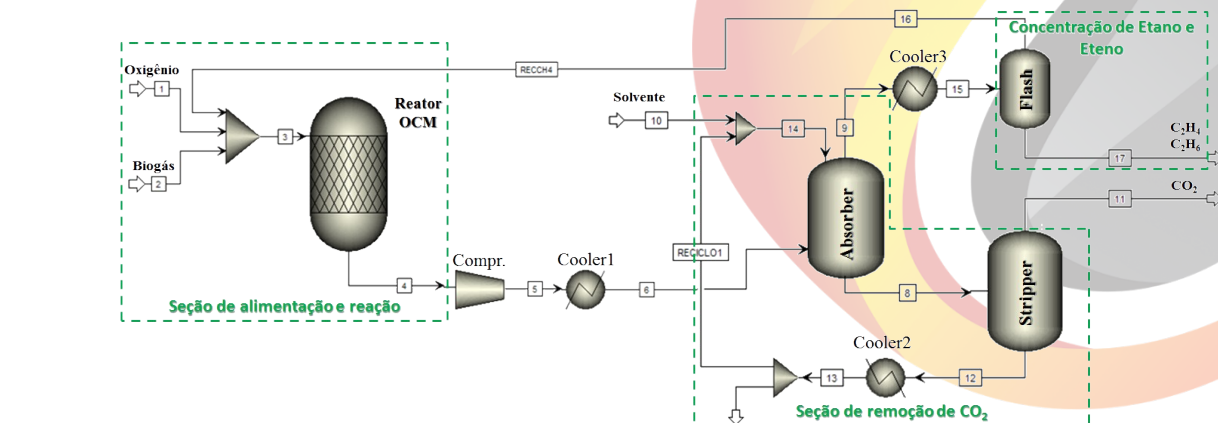 16
Concentração de Etano e
Eteno
Oxigênio
1
RECCH4
Cooler3
15
Flash
Reator
OCM
Solvente
10
14
9
3
Biogás
2
C₂H₄
C₂H₆
17
CO₂
11
Absorber
RECICLO1
Compr.
Cooler1
4
5
6
8
Stripper
Seção de alimentação e reação
Cooler2
13
12
Seção de remoção de CO₂